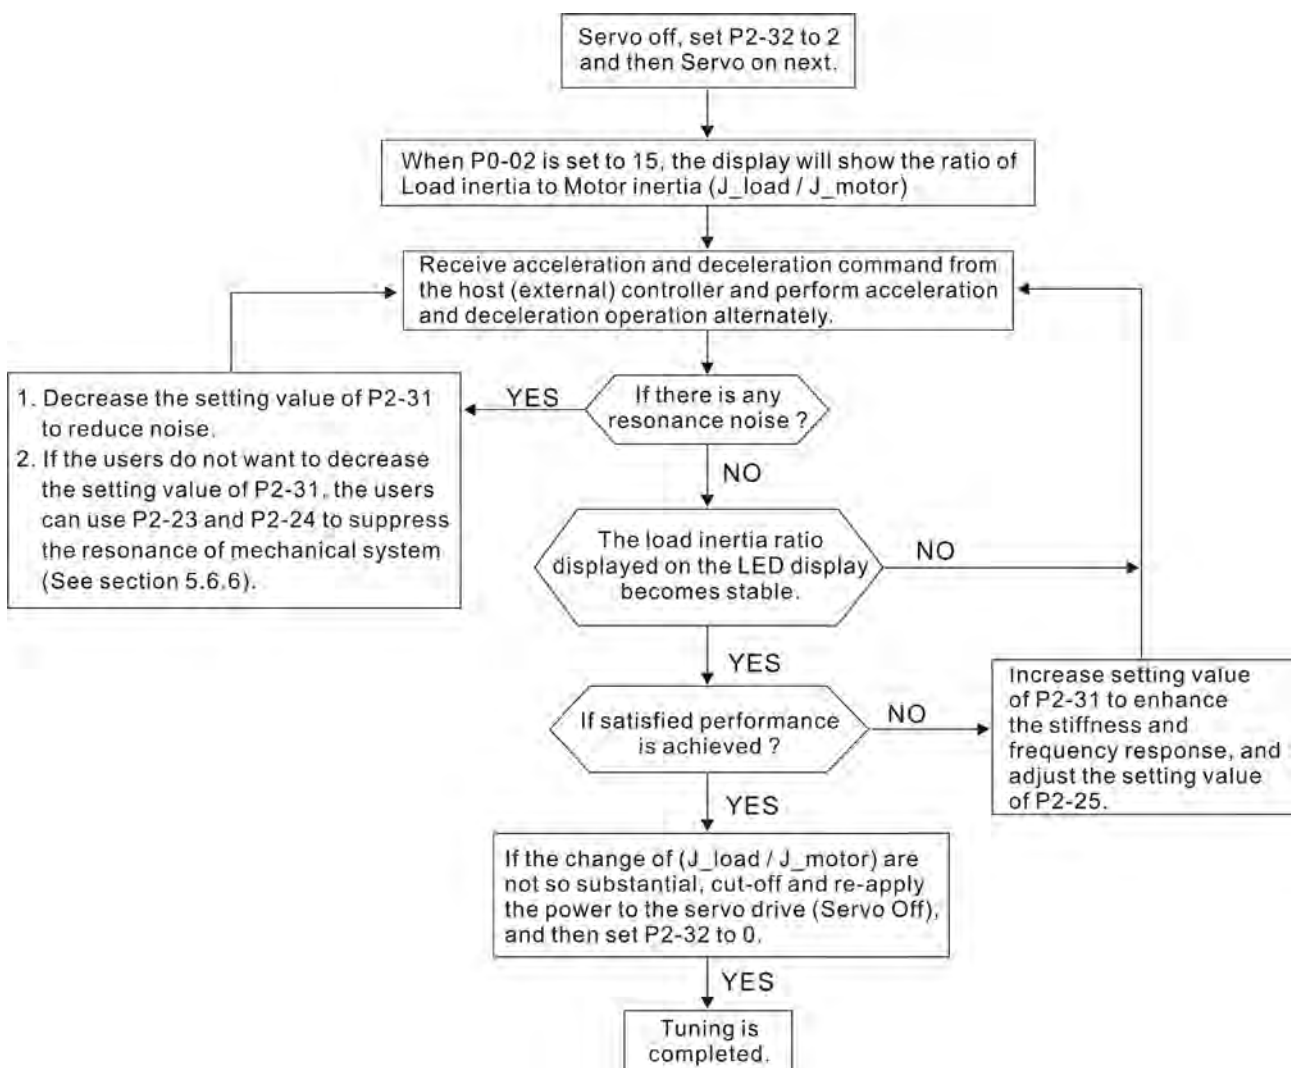 Servo off, set P2-32 to 2
and then Servo on next.
When P0-02 is set to 15, the display will show the ratio of
Load inertia to Motor inertia (J_load / J_motor)
Receive acceleration and deceleration command from
the host (external) controller and perform acceleration
and deceleration operation alternately.
If there is any
resonance noise ?
YES
1. Decrease the setting value of P2-31
to reduce noise.
2. If the users do not want to decrease
the setting value of P2-31, the users
can use P2-23 and P2-24 to suppress
the resonance of mechanical system
(See section 5.6.6).
NO
The load inertia ratio
displayed on the LED display
becomes stable.
NO
YES
If satisfied performance
is achieved ?
NO
Increase setting value
of P2-31 to enhance
the stiffness and
frequency response, and
adjust the setting value
of P2-25.
YES
If the change of (J_load / J_motor) are
not so substantial, cut-off and re-apply
the power to the servo drive (Servo Off),
and then set P2-32 to 0.
YES
Tuning is
completed.